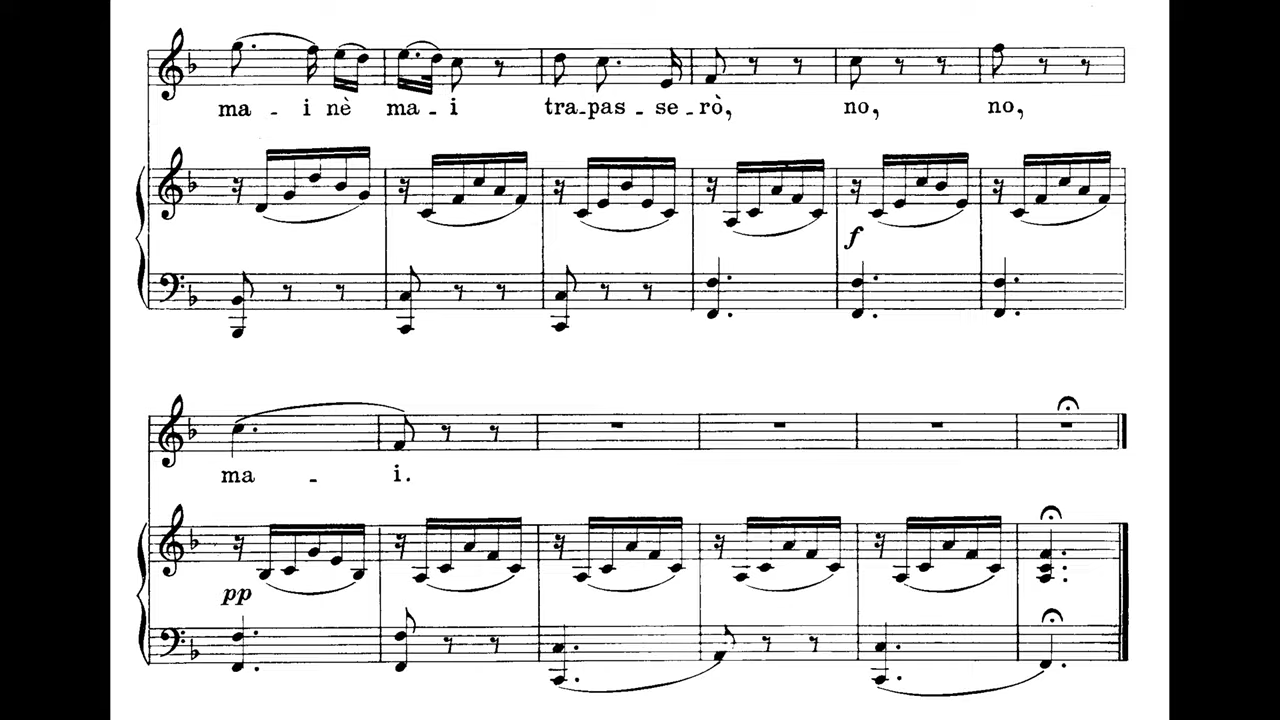 ma - i nè ma - i tra - pas - se - rò, no, no,
f
ma - i.
pp